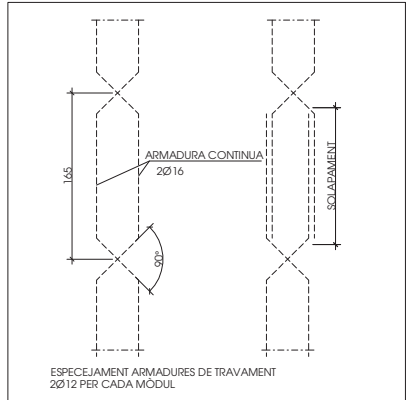 ARMADURA CONTINUA
2Ø16
165
90°
SOLAPAMENT
ESPECEJAMENT ARMADURES DE TRAVAMENT
2Ø12 PER CADA MÒDUL